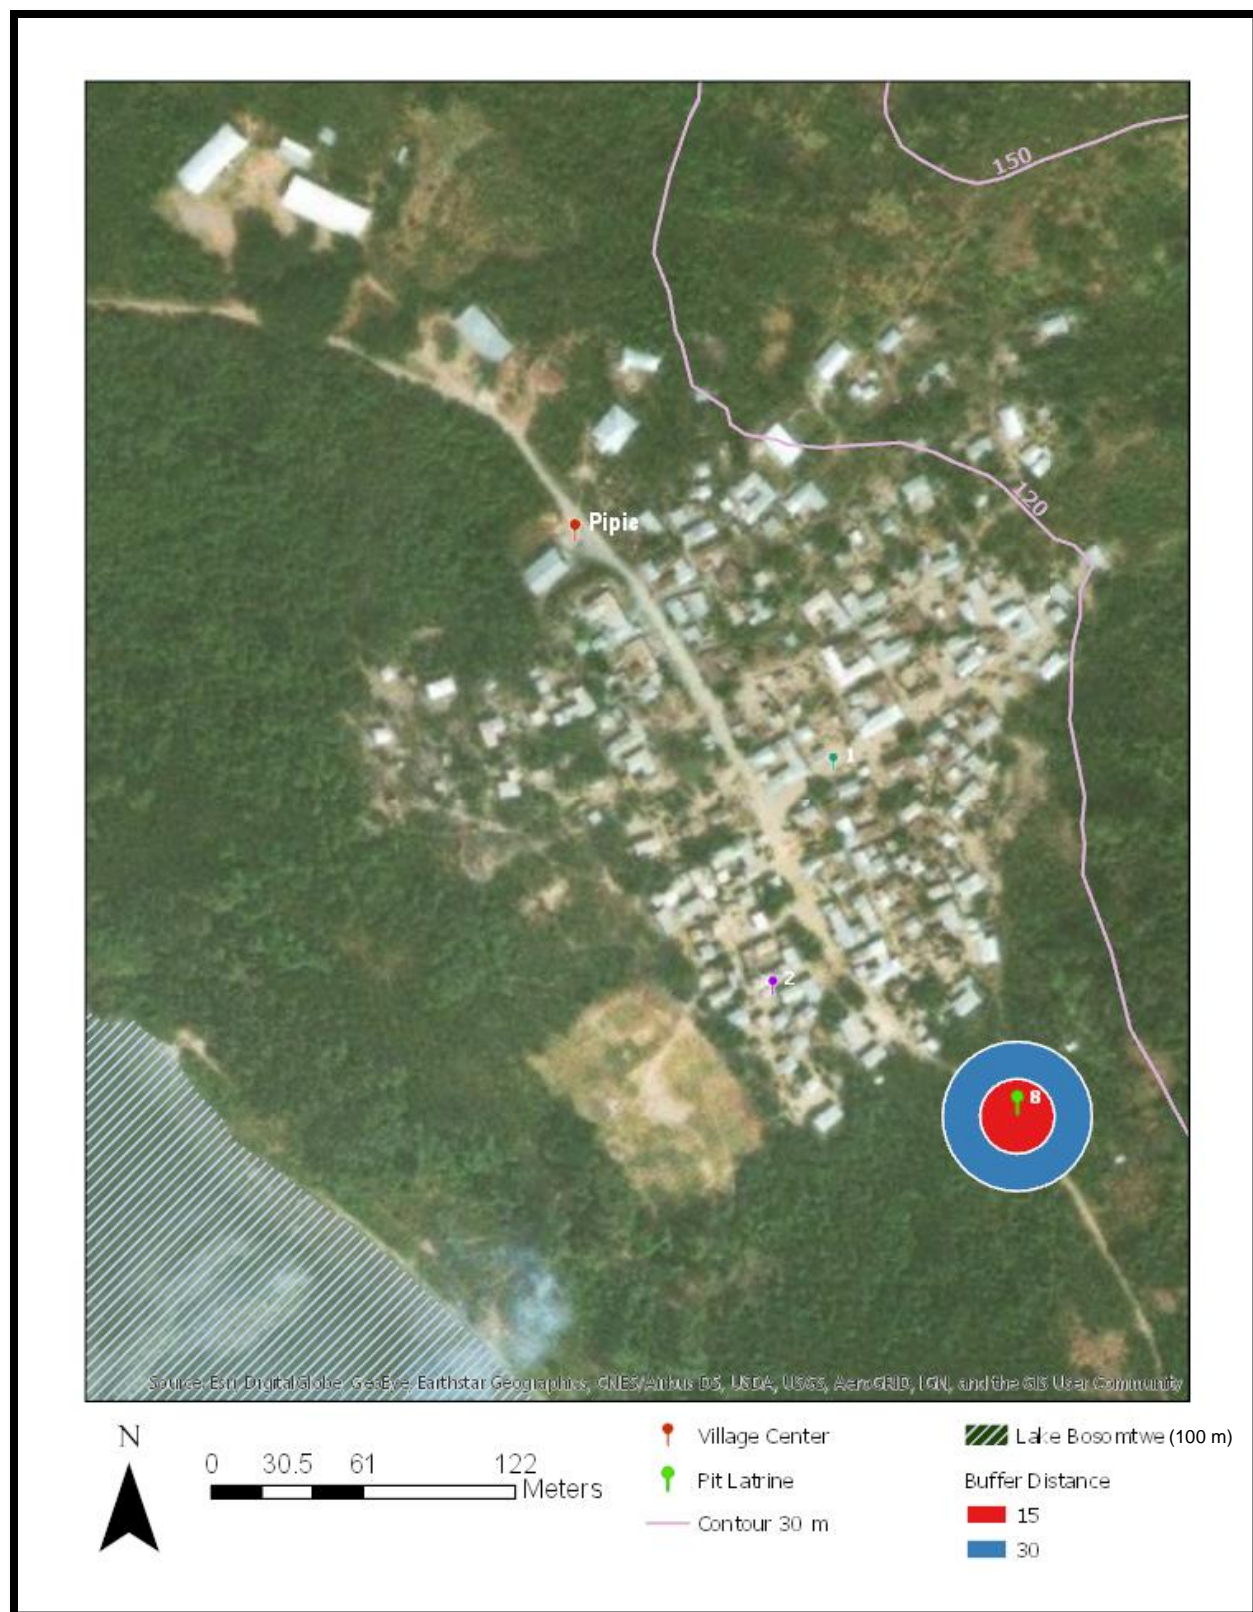 150
120
Pipie
1
2
B
Source: Esri, DigitalGlobe, GeoEye, Earthstar Geographics, CNES/Airbus DS, USDA, USGS, AeroGRID, IGN, and the GIS User Community
N
0 30.5 61 122
Meters
Village Center
Pit Latrine
Contour 30 m
Lake Bosomtwe (100 m)
Buffer Distance
15
30